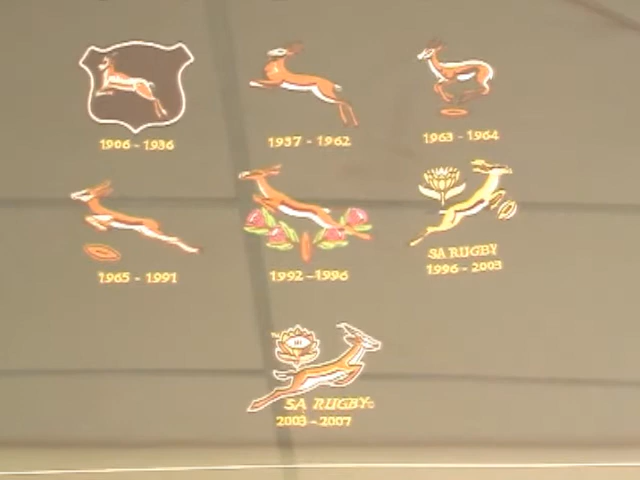 1906 - 1936
1937 - 1962
1963 - 1964
1965 - 1991
1992 - 1996
SA RUGBY
1996 - 2003
SA RUGBY
2003 - 2007